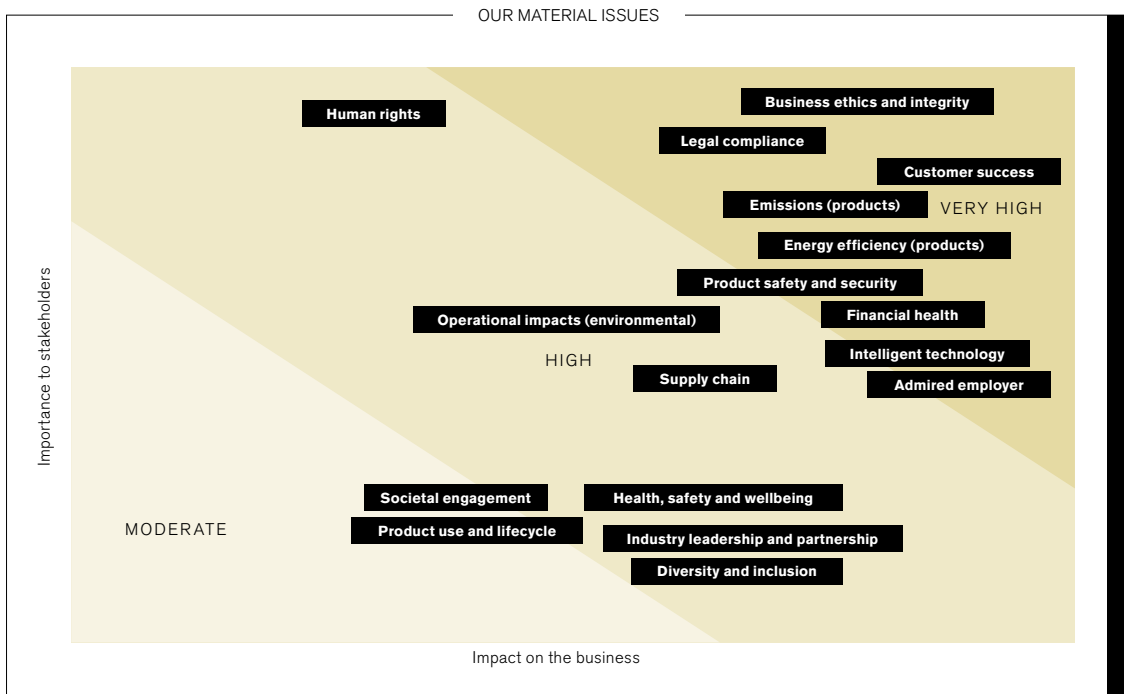 OUR MATERIAL ISSUES
Business ethics and integrity
Human rights
Legal compliance
Customer success
Emissions (products)
VERY HIGH
Energy efficiency (products)
Product safety and security
Importance to stakeholders
Operational impacts (environmental)
Financial health
HIGH
Intelligent technology
Supply chain
Admired employer
Societal engagement
Health, safety and wellbeing
MODERATE
Product use and lifecycle
Industry leadership and partnership
Diversity and inclusion
Impact on the business